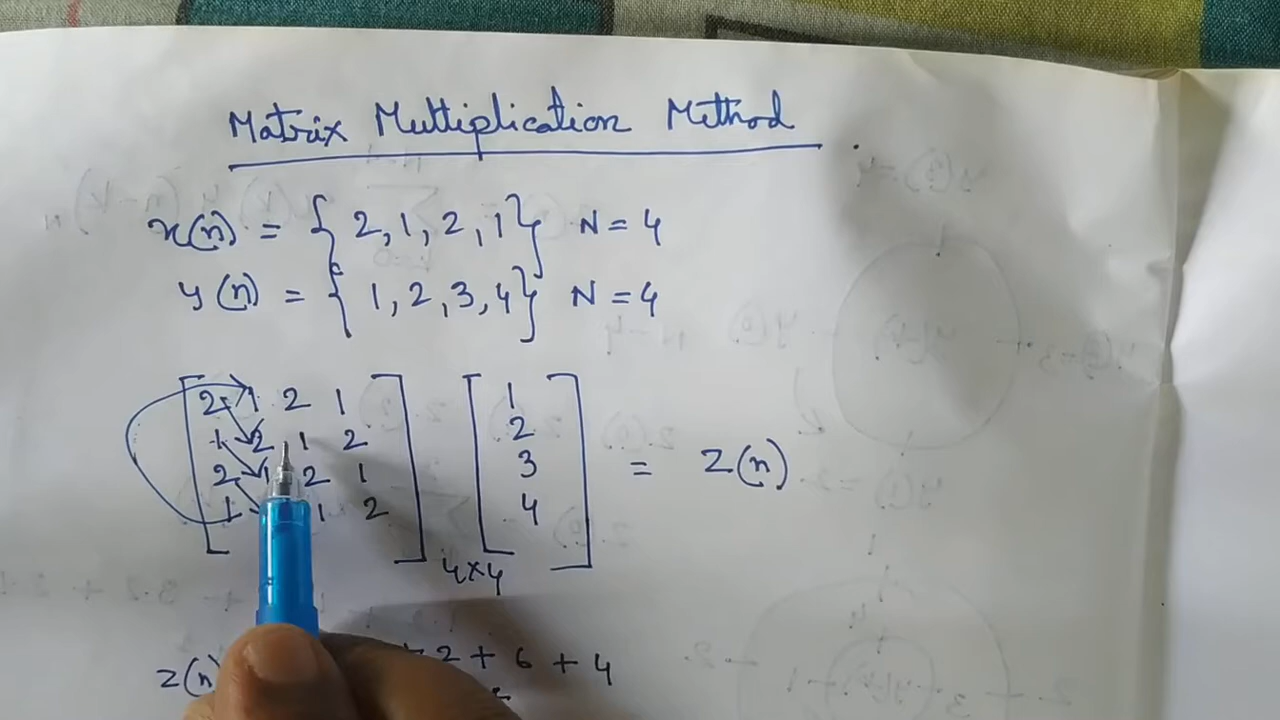 Matrix Multiplication Method
x(n) = { 2, 1, 2, 1 } N = 4
y(n) = { 1, 2, 3, 4 } N = 4
[ 2 1 2 1 ] [ 1 ]
1 2 1 2 2
2 1 2 1 3 = z(n)
1 1 2 4
4×4
z(n) + 2 + 6 + 4